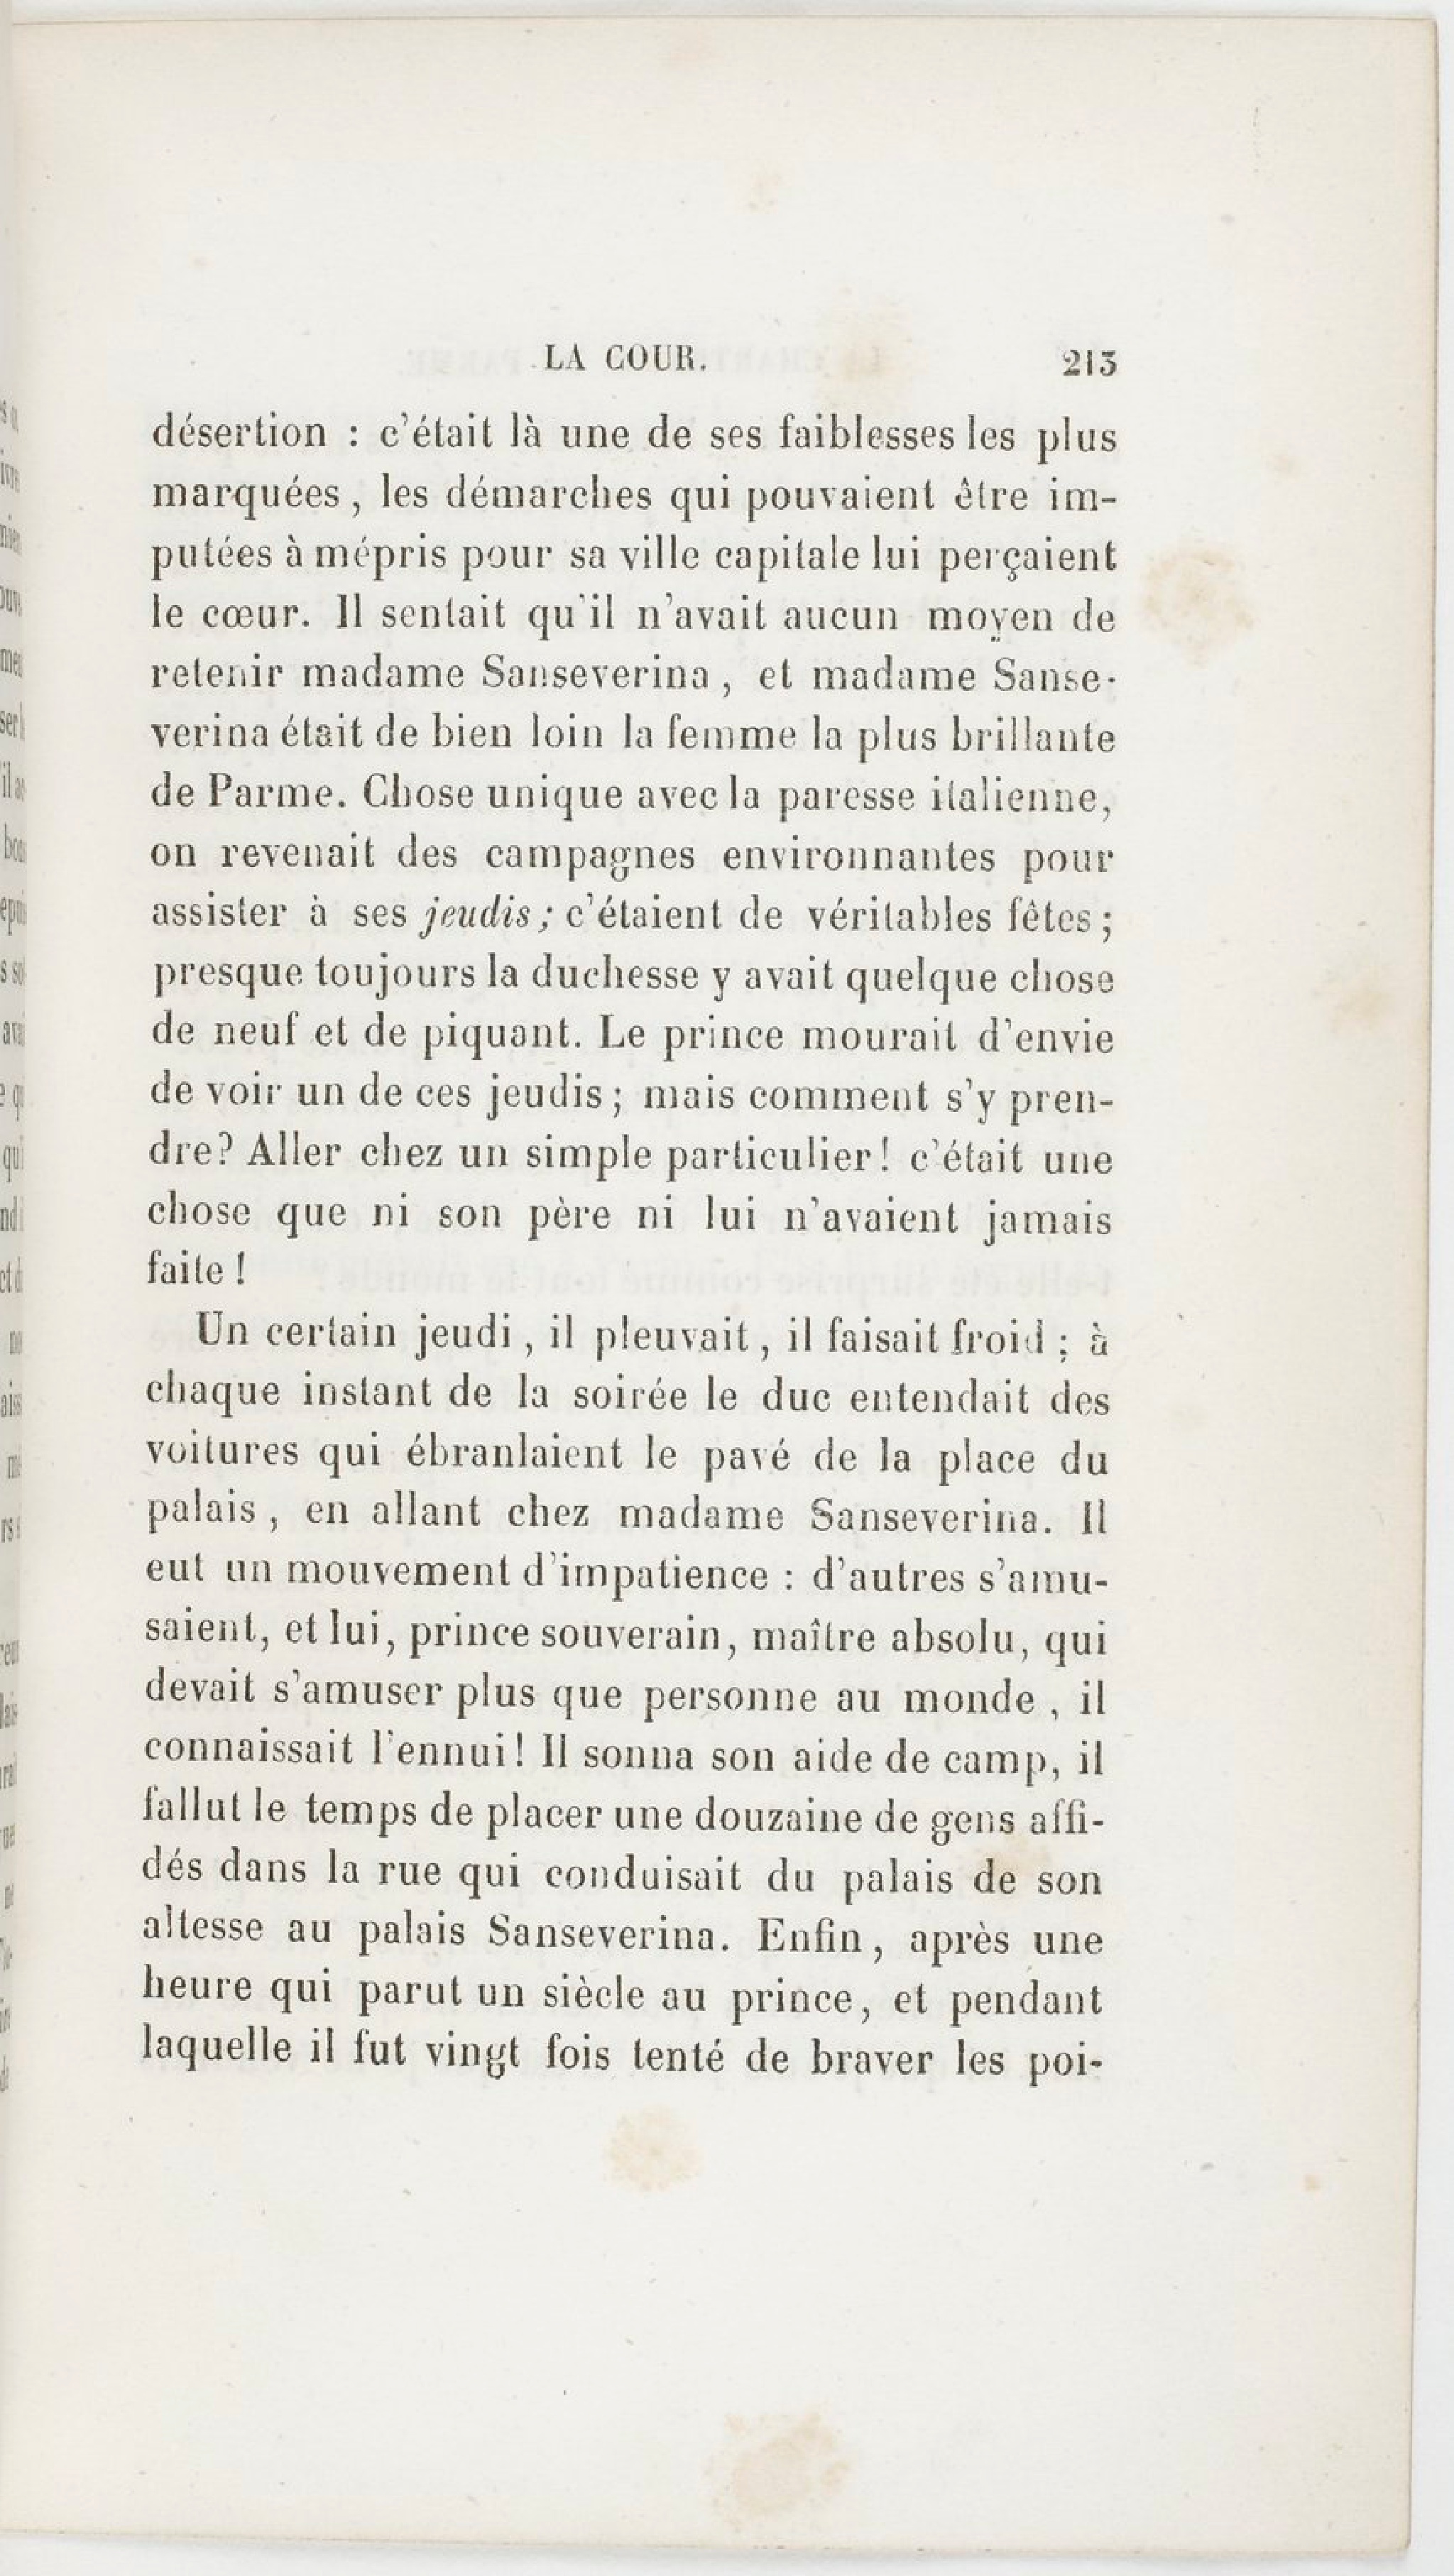 LA COUR. 213
désertion : c'était là une de ses faiblesses les plus
marquées, les démarches qui pouvaient être im-
putées à mépris pour sa ville capitale lui perçaient
le cœur. Il sentait qu'il n'avait aucun moyen de
retenir madame Sanseverina, et madame Sanse-
verina était de bien loin la femme la plus brillante
de Parme. Chose unique avec la paresse italienne,
on revenait des campagnes environnantes pour
assister à ses jeudis; c'étaient de véritables fêtes;
presque toujours la duchesse y avait quelque chose
de neuf et de piquant. Le prince mourait d'envie
de voir un de ces jeudis; mais comment s'y pren-
dre? Aller chez un simple particulier! c'était une
chose que ni son père ni lui n'avaient jamais
faite!
Un certain jeudi, il pleuvait, il faisait froid; à
chaque instant de la soirée le duc entendait des
voitures qui ébranlaient le pavé de la place du
palais, en allant chez madame Sanseverina. Il
eut un mouvement d'impatience : d'autres s'amu-
saient, et lui, prince souverain, maître absolu, qui
devait s'amuser plus que personne au monde, il
connaissait l'ennui! Il sonna son aide de camp, il
fallut le temps de placer une douzaine de gens affi-
dés dans la rue qui conduisait du palais de son
altesse au palais Sanseverina. Enfin, après une
heure qui parut un siècle au prince, et pendant
laquelle il fut vingt fois tenté de braver les poi-